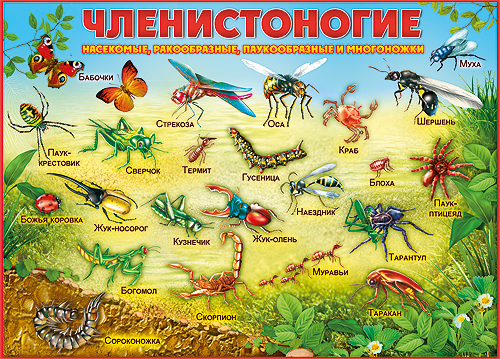 ЧЛЕНИСТОНОГИЕ
НАСЕКОМЫЕ, РАКООБРАЗНЫЕ, ПАУКООБРАЗНЫЕ И МНОГОНОЖКИ
Бабочки
Муха
Стрекоза
Оса
Краб
Шершень
Паук-
крестовик
Сверчок
Термит
Гусеница
Блоха
Паук-
птицеяд
Божья коровка
Жук-носорог
Кузнечик
Жук-олень
Наездник
Тарантул
Богомол
Скорпион
Муравьи
Таракан
Сороконожка